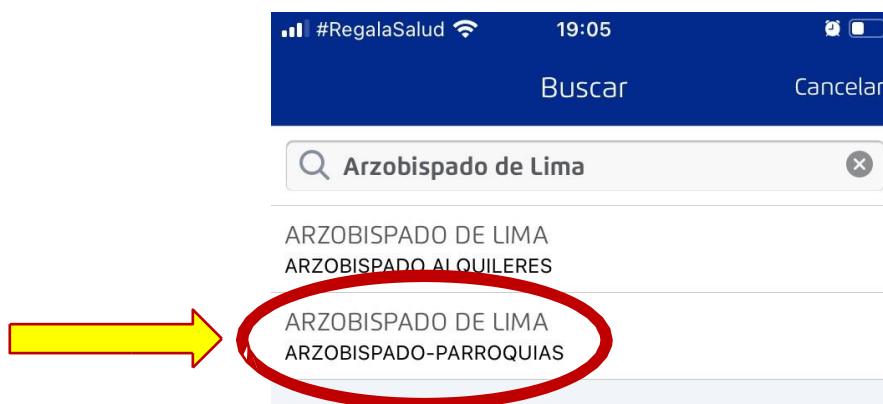 #RegalaSalud 19:05
Buscar Cancelar
Arzobispado de Lima
ARZOBISPADO DE LIMA
ARZOBISPADO ALQUILERES
ARZOBISPADO DE LIMA
ARZOBISPADO-PARROQUIAS